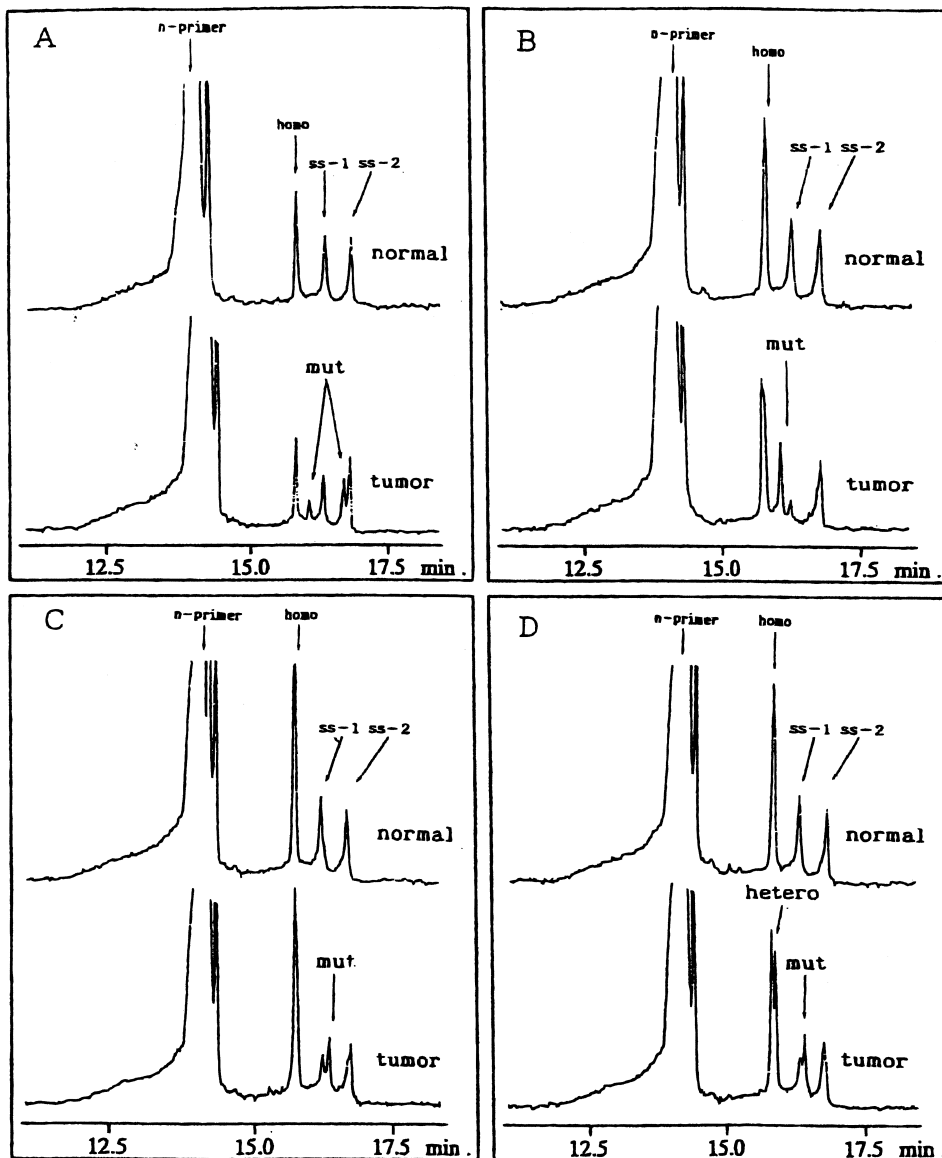 A
n-primer
homo
ss-1 ss-2
normal
mut
tumor
12.5 15.0 17.5 min.
B
n-primer
homo
ss-1 ss-2
normal
mut
tumor
12.5 15.0 17.5 min.
C
n-primer
homo
ss-1 ss-2
normal
mut
tumor
12.5 15.0 17.5 min.
D
n-primer
homo
ss-1 ss-2
normal
hetero
mut
tumor
12.5 15.0 17.5 min